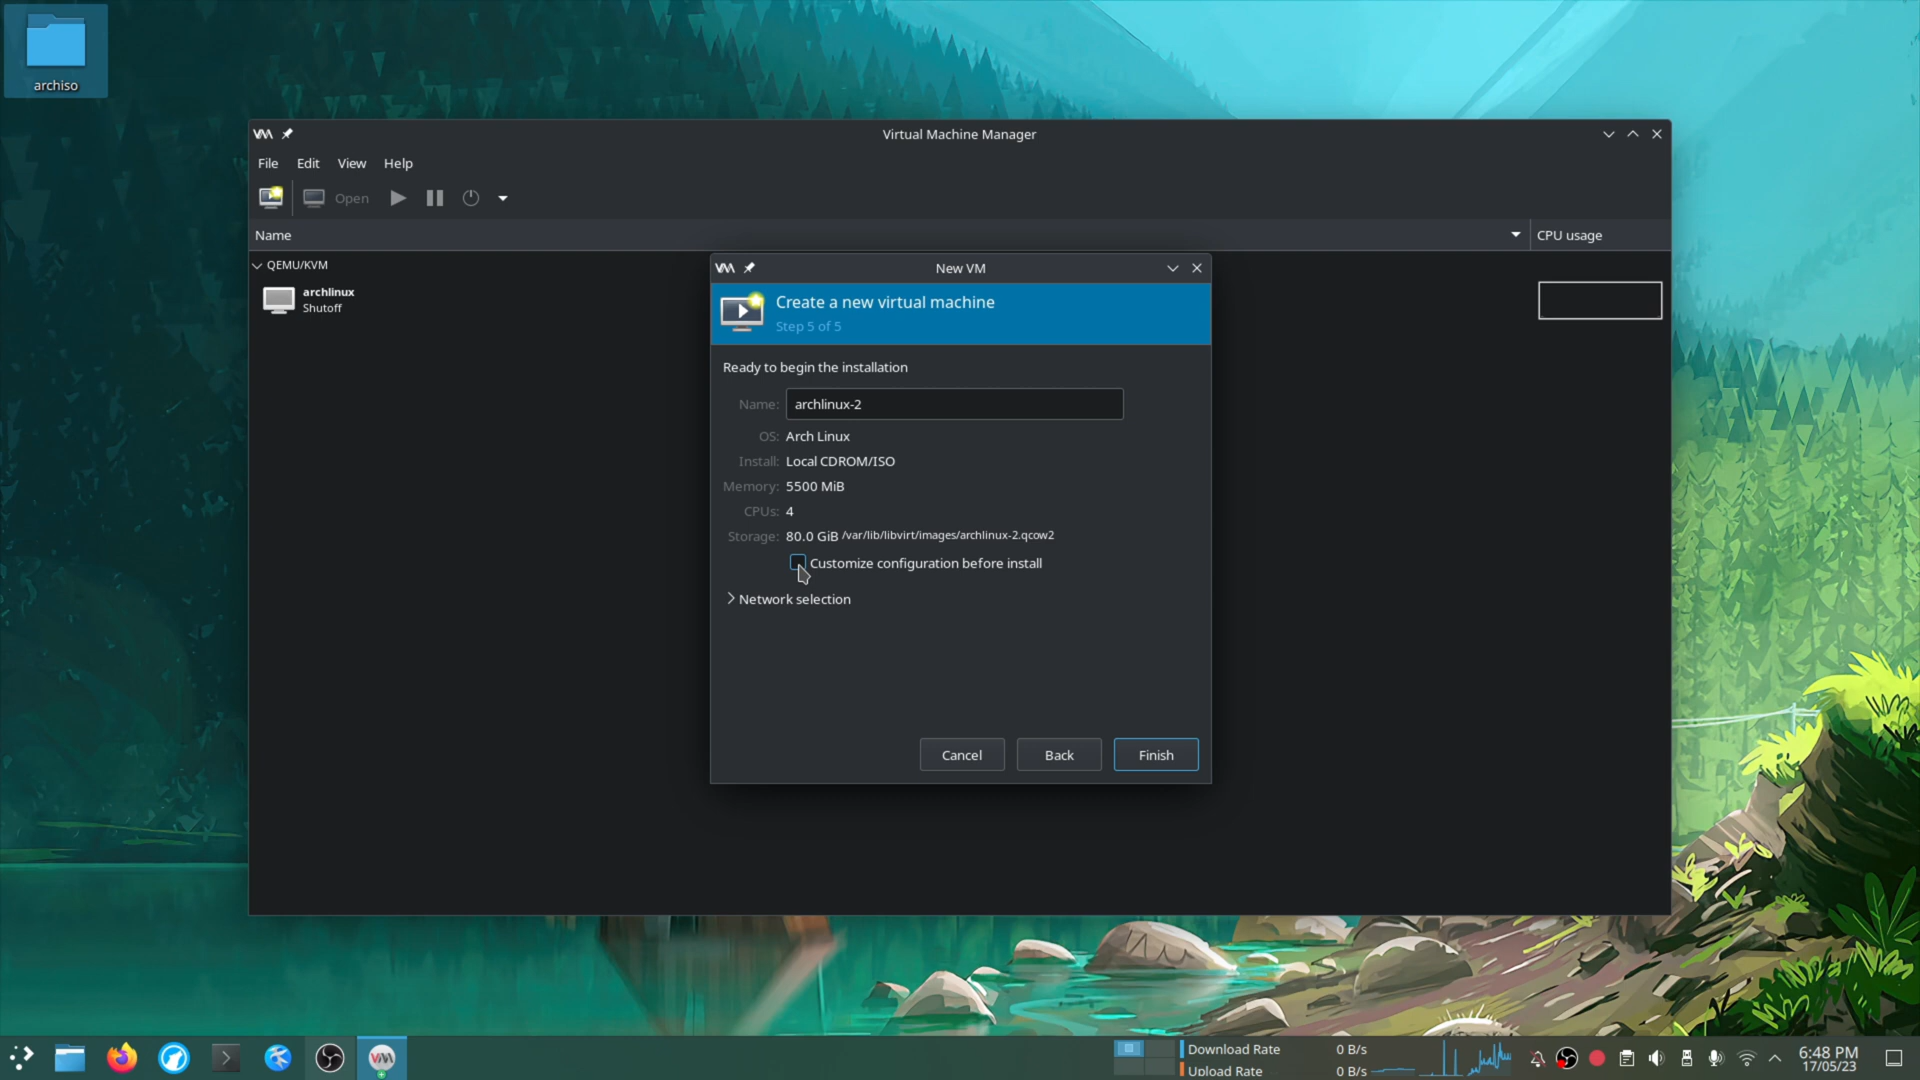 archiso
Virtual Machine Manager
File Edit View Help
Open
Name CPU usage
QEMU/KVM
archlinux
Shutoff
New VM
Create a new virtual machine
Step 5 of 5
Ready to begin the installation
Name: archlinux-2
OS: Arch Linux
Install: Local CDROM/ISO
Memory: 5500 MiB
CPUs: 4
Storage: 80.0 GiB /var/lib/libvirt/images/archlinux-2.qcow2
Customize configuration before install
Network selection
Cancel Back Finish
Download Rate 0 B/s
Upload Rate 0 B/s
6:48 PM
17/05/23